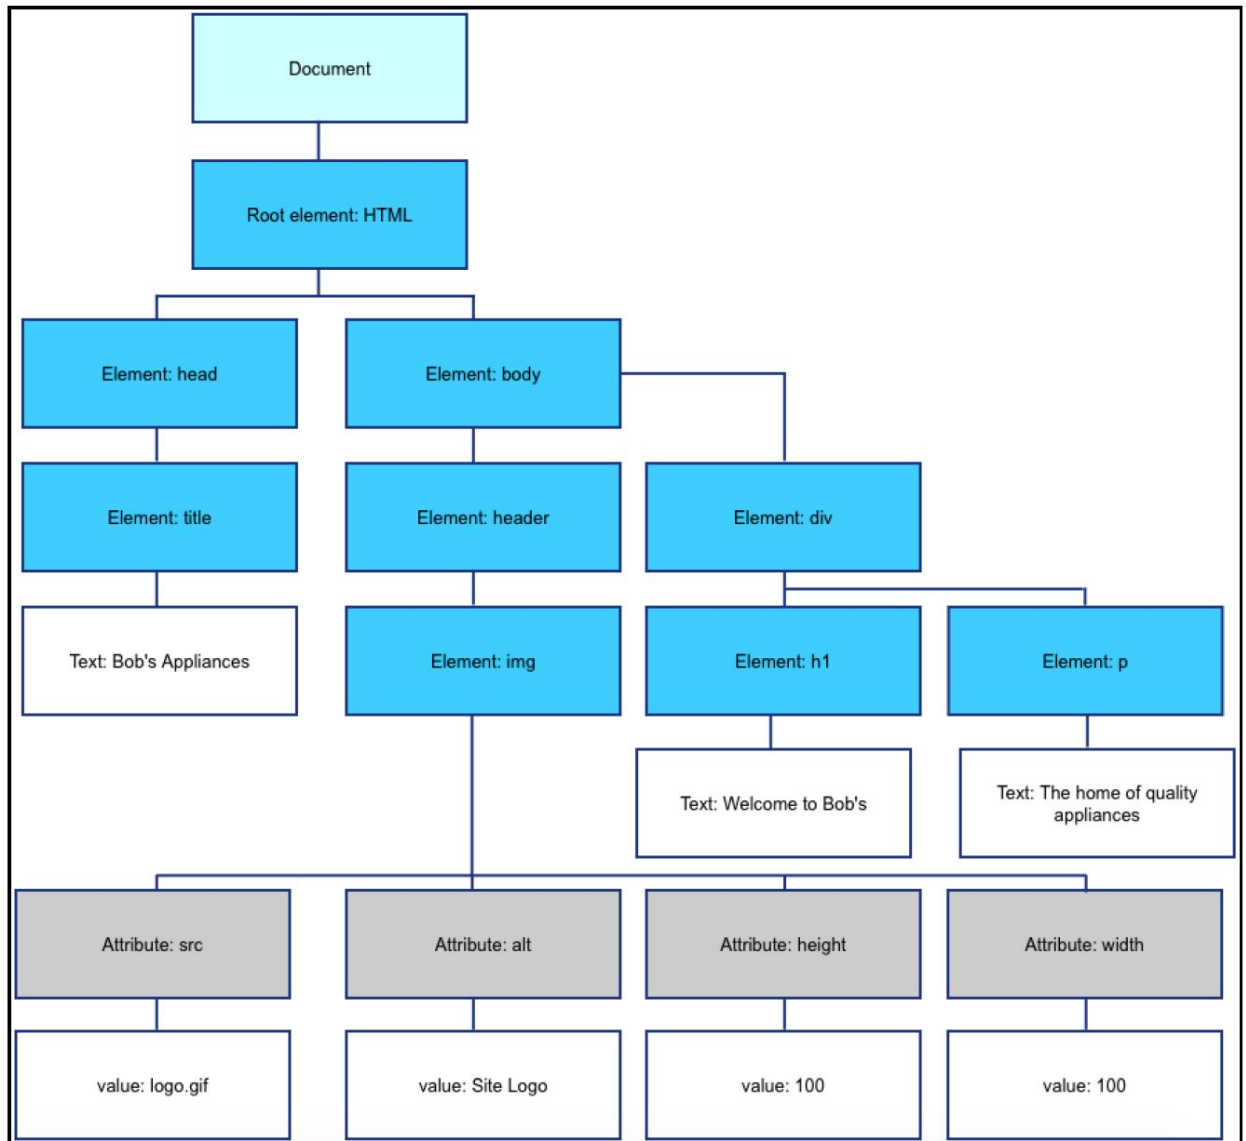 Document
Root element: HTML
Element: head
Element: body
Element: title
Element: header
Element: div
Text: Bob's Appliances
Element: img
Element: h1
Element: p
Text: Welcome to Bob's
Text: The home of quality
appliances
Attribute: src
Attribute: alt
Attribute: height
Attribute: width
value: logo.gif
value: Site Logo
value: 100
value: 100